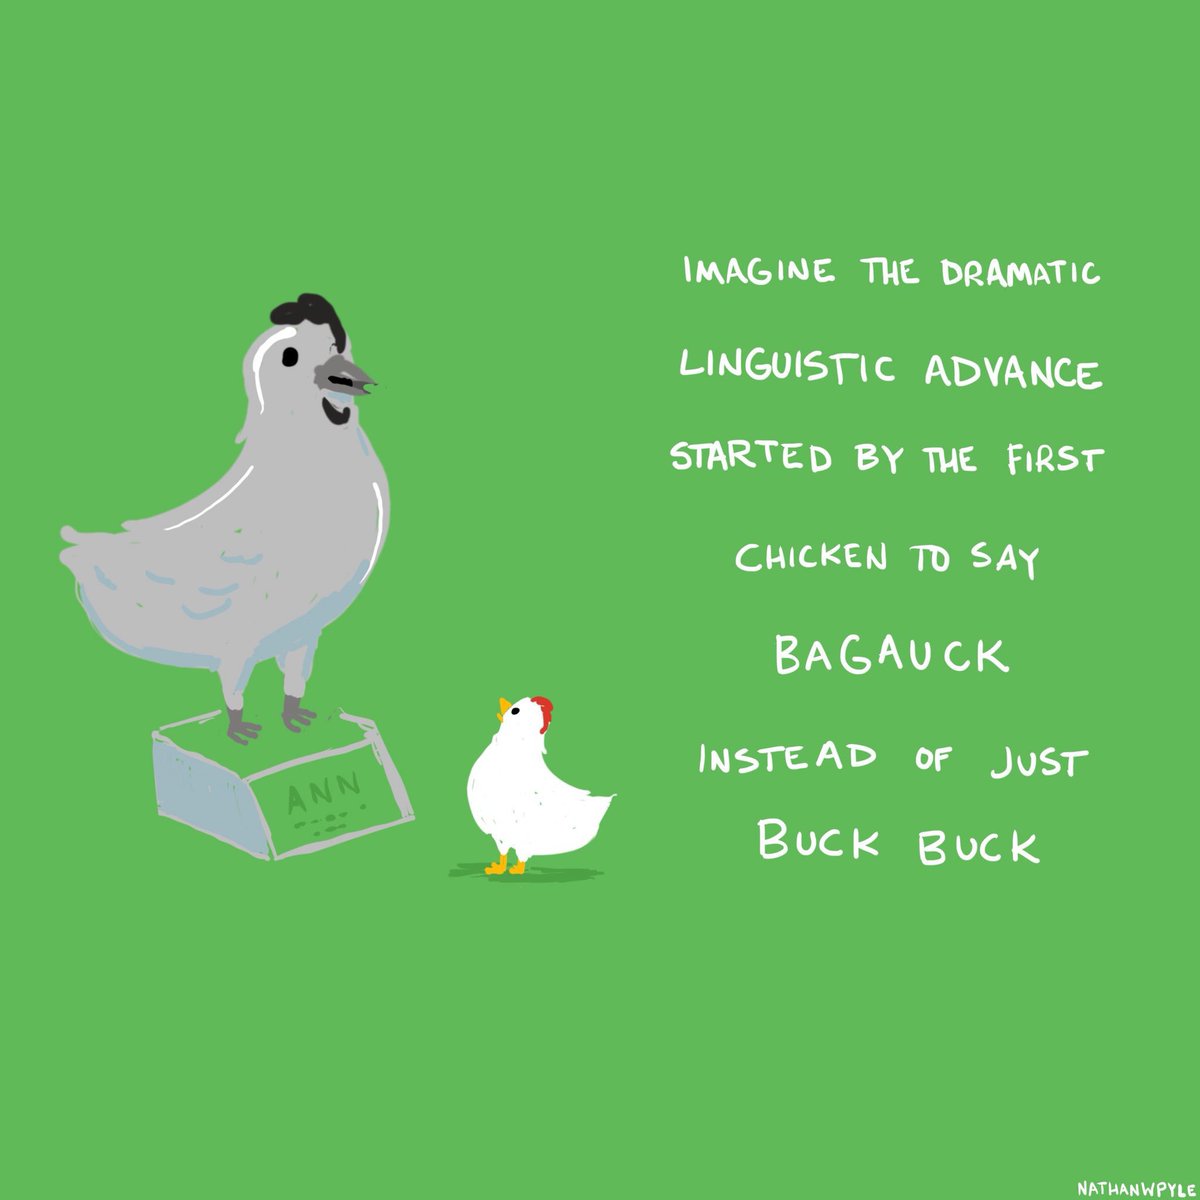 IMAGINE THE DRAMATIC
LINGUISTIC ADVANCE
STARTED BY THE FIRST
CHICKEN TO SAY
BAGAUCK
INSTEAD OF JUST
BUCK BUCK
ANN
NATHANWPYLE